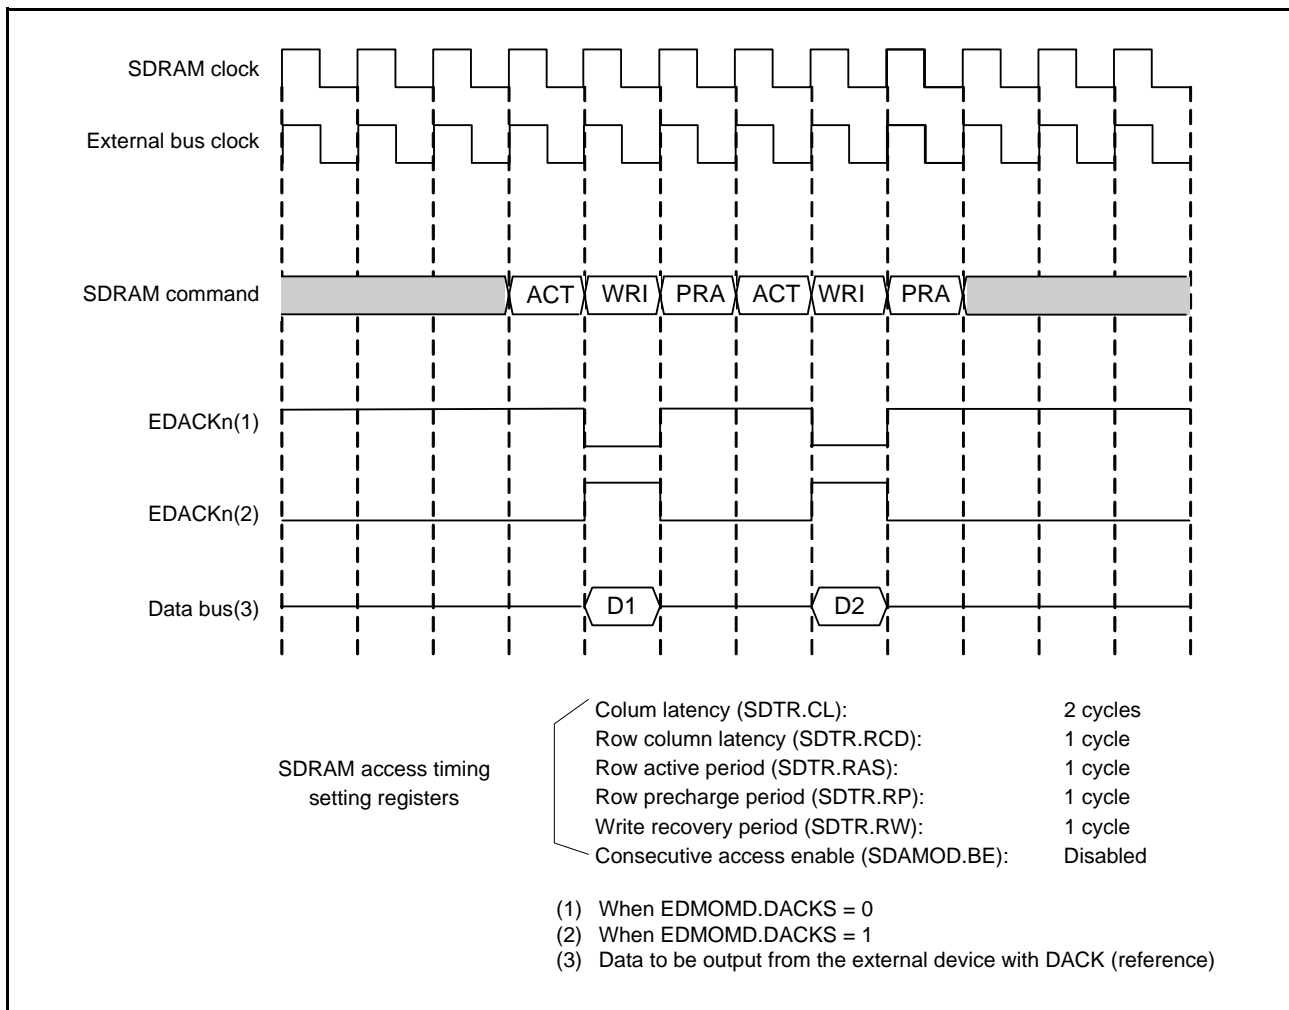 SDRAM clock
External bus clock
SDRAM command
ACT WRI PRA ACT WRI PRA
EDACKn(1)
EDACKn(2)
Data bus(3)
D1 D2
SDRAM access timing
setting registers
Colum latency (SDTR.CL): 2 cycles
Row column latency (SDTR.RCD): 1 cycle
Row active period (SDTR.RAS): 1 cycle
Row precharge period (SDTR.RP): 1 cycle
Write recovery period (SDTR.RW): 1 cycle
Consecutive access enable (SDAMOD.BE): Disabled
(1) When EDMOMD.DACKS = 0
(2) When EDMOMD.DACKS = 1
(3) Data to be output from the external device with DACK (reference)